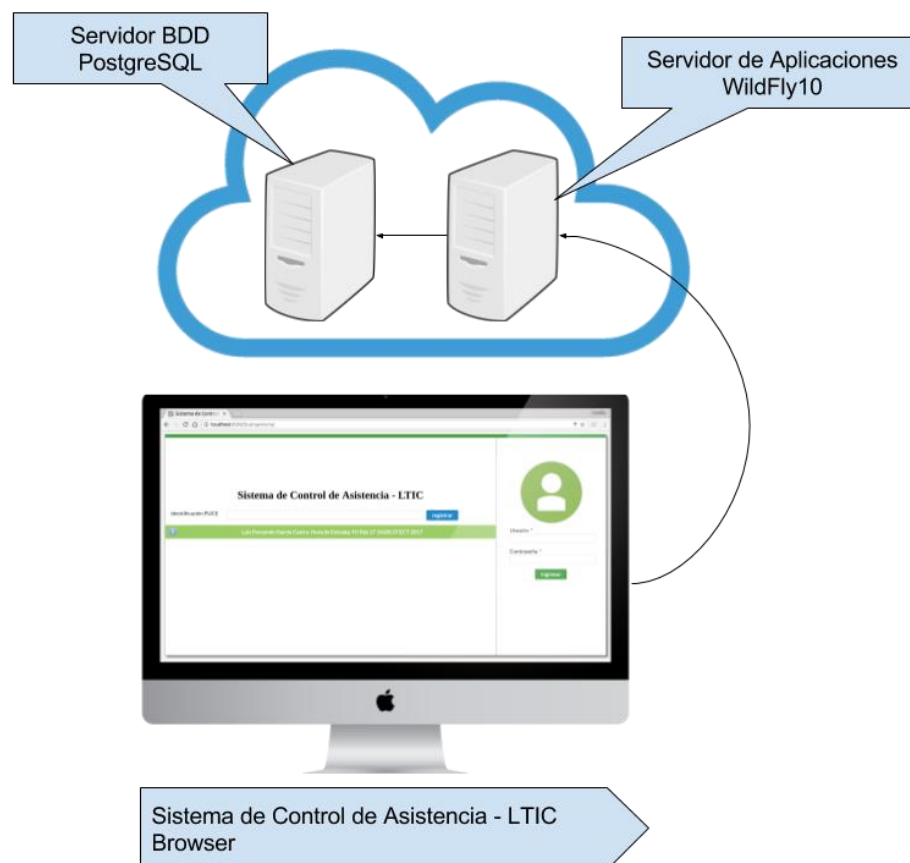 Servidor BDD
PostgreSQL
Servidor de Aplicaciones
WildFly10
Sistema de Control de Asistencia - LTIC
Identificación PUCE
registrar
Usuario *
Contraseña *
Ingresar
Sistema de Control de Asistencia - LTIC
Browser